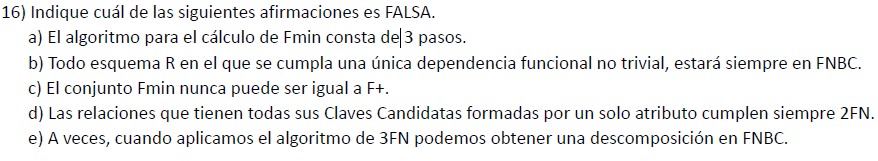 16) Indique cuál de las siguientes afirmaciones es FALSA.
a) El algoritmo para el cálculo de Fmin consta de 3 pasos.
b) Todo esquema R en el que se cumpla una única dependencia funcional no trivial, estará siempre en FNBC.
c) El conjunto Fmin nunca puede ser igual a F+.
d) Las relaciones que tienen todas sus Claves Candidatas formadas por un solo atributo cumplen siempre 2FN.
e) A veces, cuando aplicamos el algoritmo de 3FN podemos obtener una descomposición en FNBC.